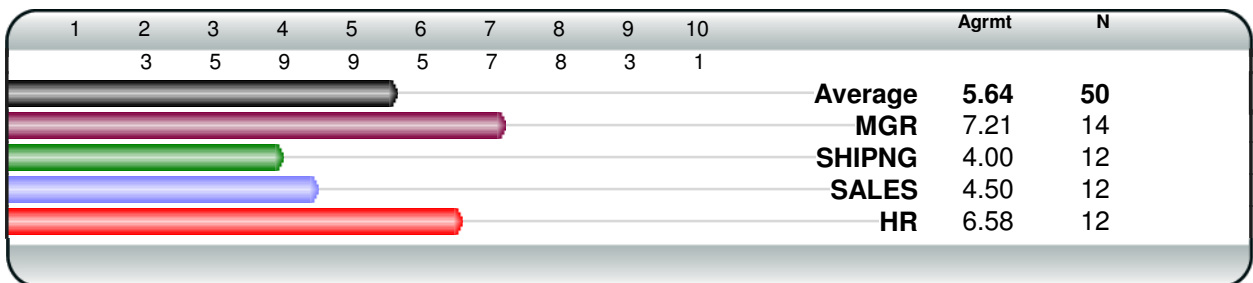 1 2 3 4 5 6 7 8 9 10 Agrmt N
3 5 9 9 5 7 8 3 1
Average 5.64 50
MGR 7.21 14
SHIPNG 4.00 12
SALES 4.50 12
HR 6.58 12